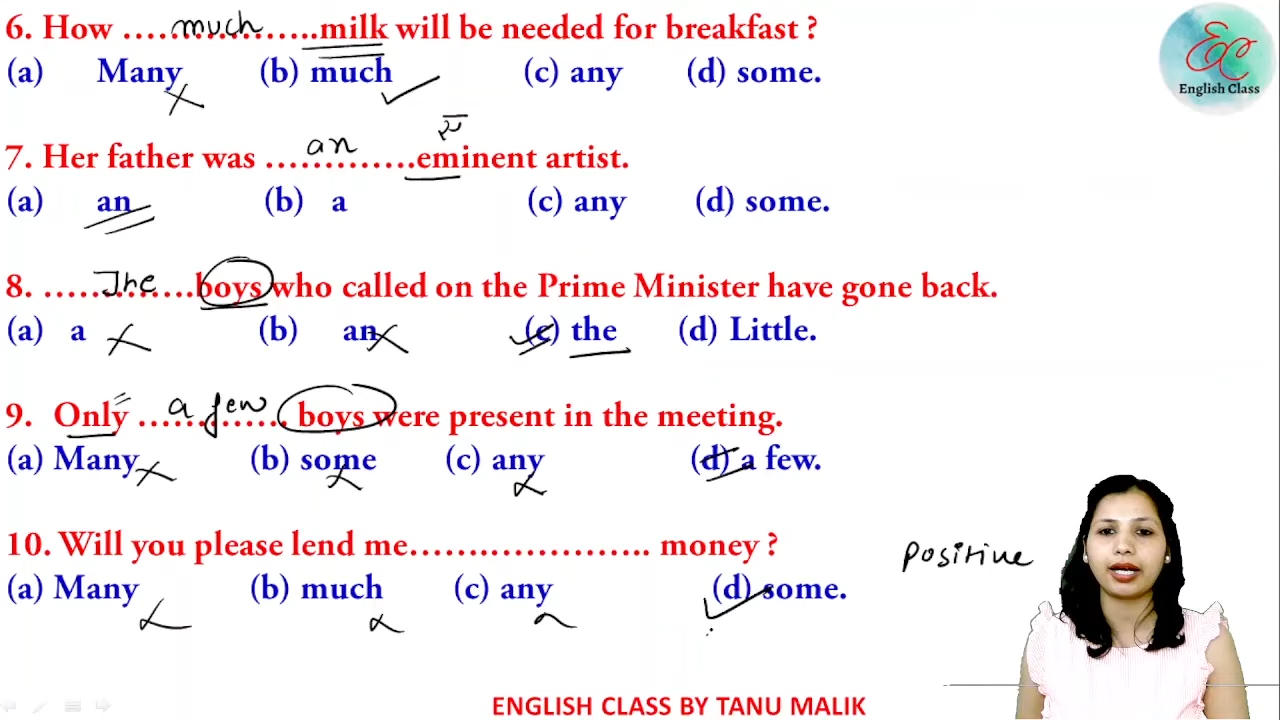 6. How ……much………..milk will be needed for breakfast ?
(a) Many (b) much (c) any (d) some.
EC
English Class
7. Her father was ……an…….eminent artist.
(a) an (b) a (c) any (d) some.
8. ……The…….boys who called on the Prime Minister have gone back.
(a) a (b) an (c) the (d) Little.
9. Only ……a few……. boys were present in the meeting.
(a) Many (b) some (c) any (d) a few.
10. Will you please lend me…….………….. money ?
positive
(a) Many (b) much (c) any (d) some.
ENGLISH CLASS BY TANU MALIK